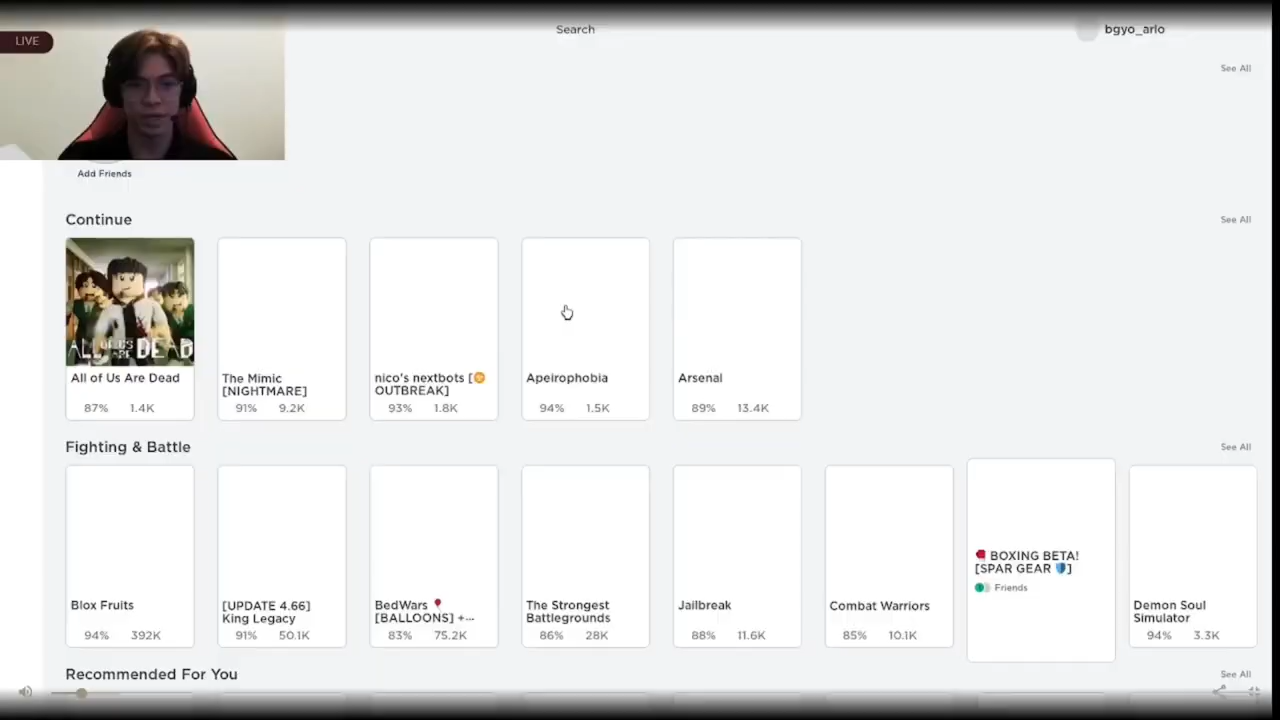 LIVE
Search
bgyo_arlo
See All
Add Friends
Continue
See All
ALL OF US ARE DEAD
All of Us Are Dead
87% 1.4K
The Mimic
[NIGHTMARE]
91% 9.2K
nico's nextbots [
OUTBREAK]
93% 1.8K
Apeirophobia
94% 1.5K
Arsenal
89% 13.4K
Fighting & Battle
See All
Blox Fruits
94% 392K
[UPDATE 4.66]
King Legacy
91% 50.1K
BedWars 🎈
[BALLOONS] +...
83% 75.2K
The Strongest
Battlegrounds
86% 28K
Jailbreak
88% 11.6K
Combat Warriors
85% 10.1K
🥊 BOXING BETA!
[SPAR GEAR 🛡️]
Friends
Demon Soul
Simulator
94% 3.3K
Recommended For You
See All